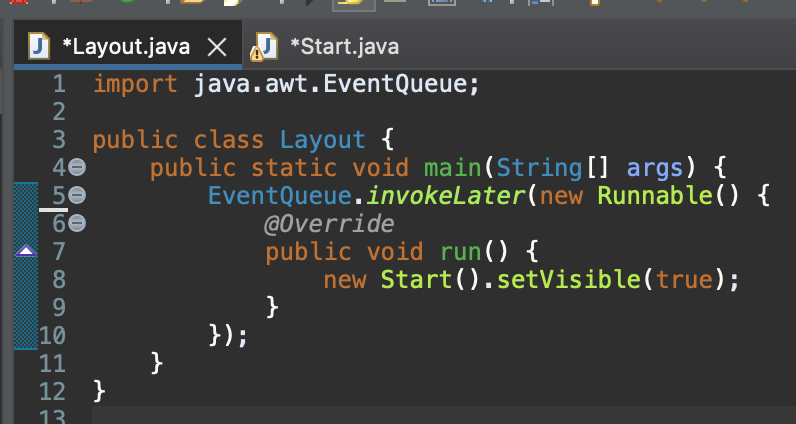 *Layout.java
*Start.java
1 import java.awt.EventQueue;
2
3 public class Layout {
4     public static void main(String[] args) {
5         EventQueue.invokeLater(new Runnable() {
6             @Override
7             public void run() {
8                 new Start().setVisible(true);
9             }
10         });
11     }
12 }
13